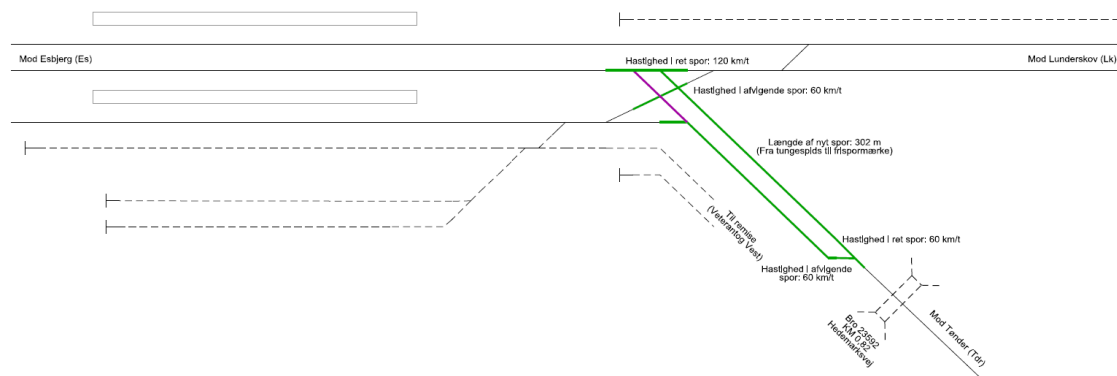 Mod Esbjerg (Es)
Hastighed i ret spor: 120 km/t
Mod Lunderskov (Lk)
Hastighed i afvigende spor: 60 km/t
Længde af nyt spor: 302 m
(Fra tungespids til frispormærke)
Til remise
(Veterantog Vest)
Hastighed i ret spor: 60 km/t
Hastighed i afvigende
spor: 60 km/t
Bro 23592
KM 0,82
Hedemarksvej
Mod Tønder (Tdr)